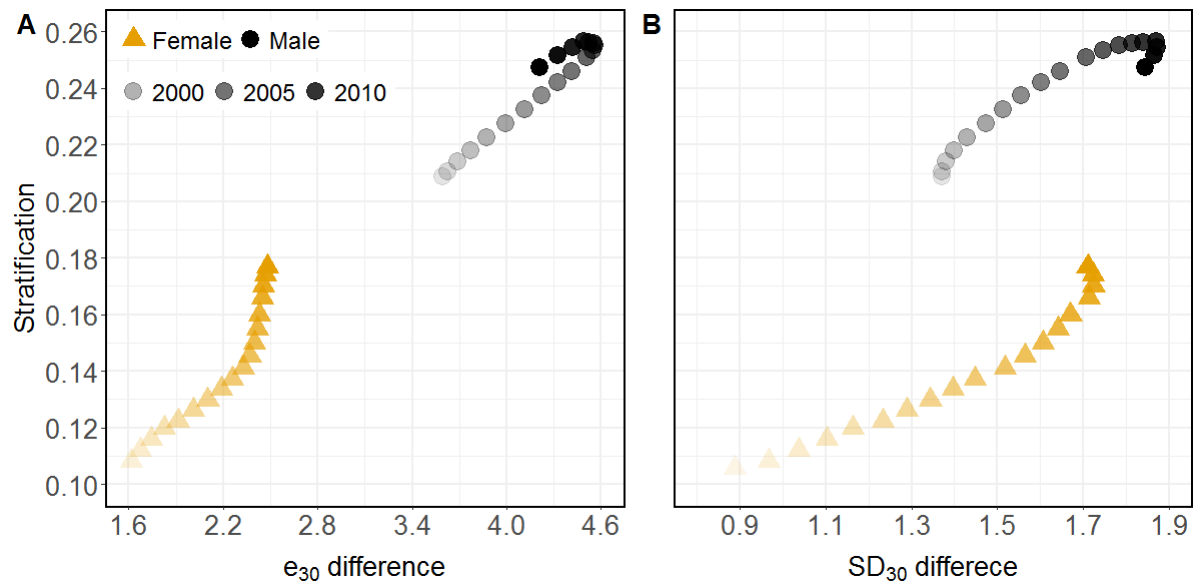 A
Female Male
2000 2005 2010
0.26
0.24
0.22
0.20
0.18
0.16
0.14
0.12
0.10
Stratification
1.6 2.2 2.8 3.4 4.0 4.6
e₃₀ difference
B
0.9 1.1 1.3 1.5 1.7 1.9
SD₃₀ differece